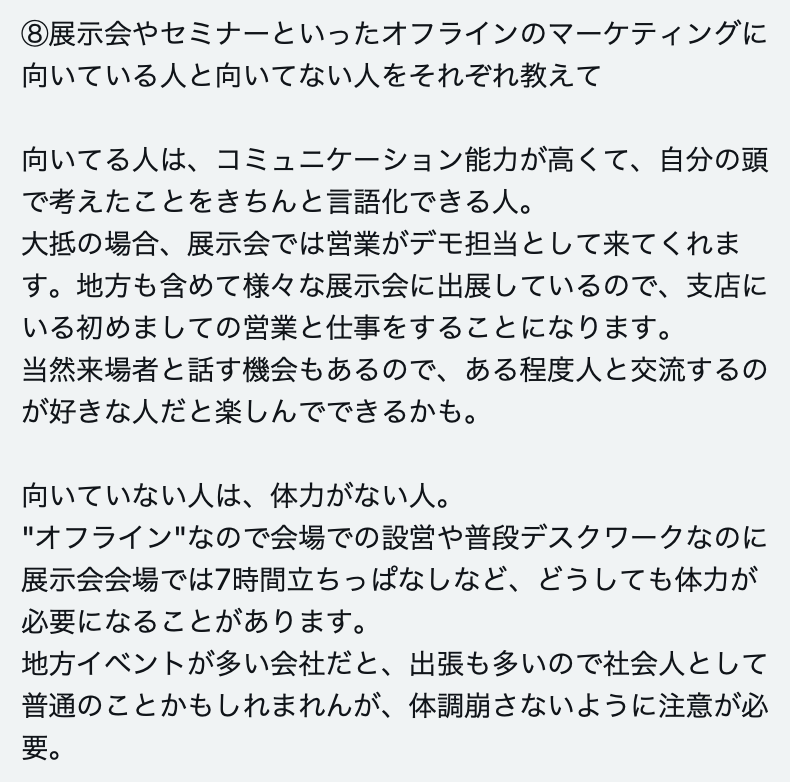 ⑧展示会やセミナーといったオフラインのマーケティングに
向いている人と向いてない人をそれぞれ教えて
向いてる人は、コミュニケーション能力が高くて、自分の頭
で考えたことをきちんと言語化できる人。
大抵の場合、展示会では営業がデモ担当として来てくれま
す。地方も含めて様々な展示会に出展しているので、支店に
いる初めましての営業と仕事をすることになります。
当然来場者と話す機会もあるので、ある程度人と交流するの
が好きな人だと楽しんでできるかも。
向いていない人は、体力がない人。
"オフライン"なので会場での設営や普段デスクワークなのに
展示会会場では7時間立ちっぱなしなど、どうしても体力が
必要になることがあります。
地方イベントが多い会社だと、出張も多いので社会人として
普通のことかもしれまれんが、体調崩さないように注意が必
要。